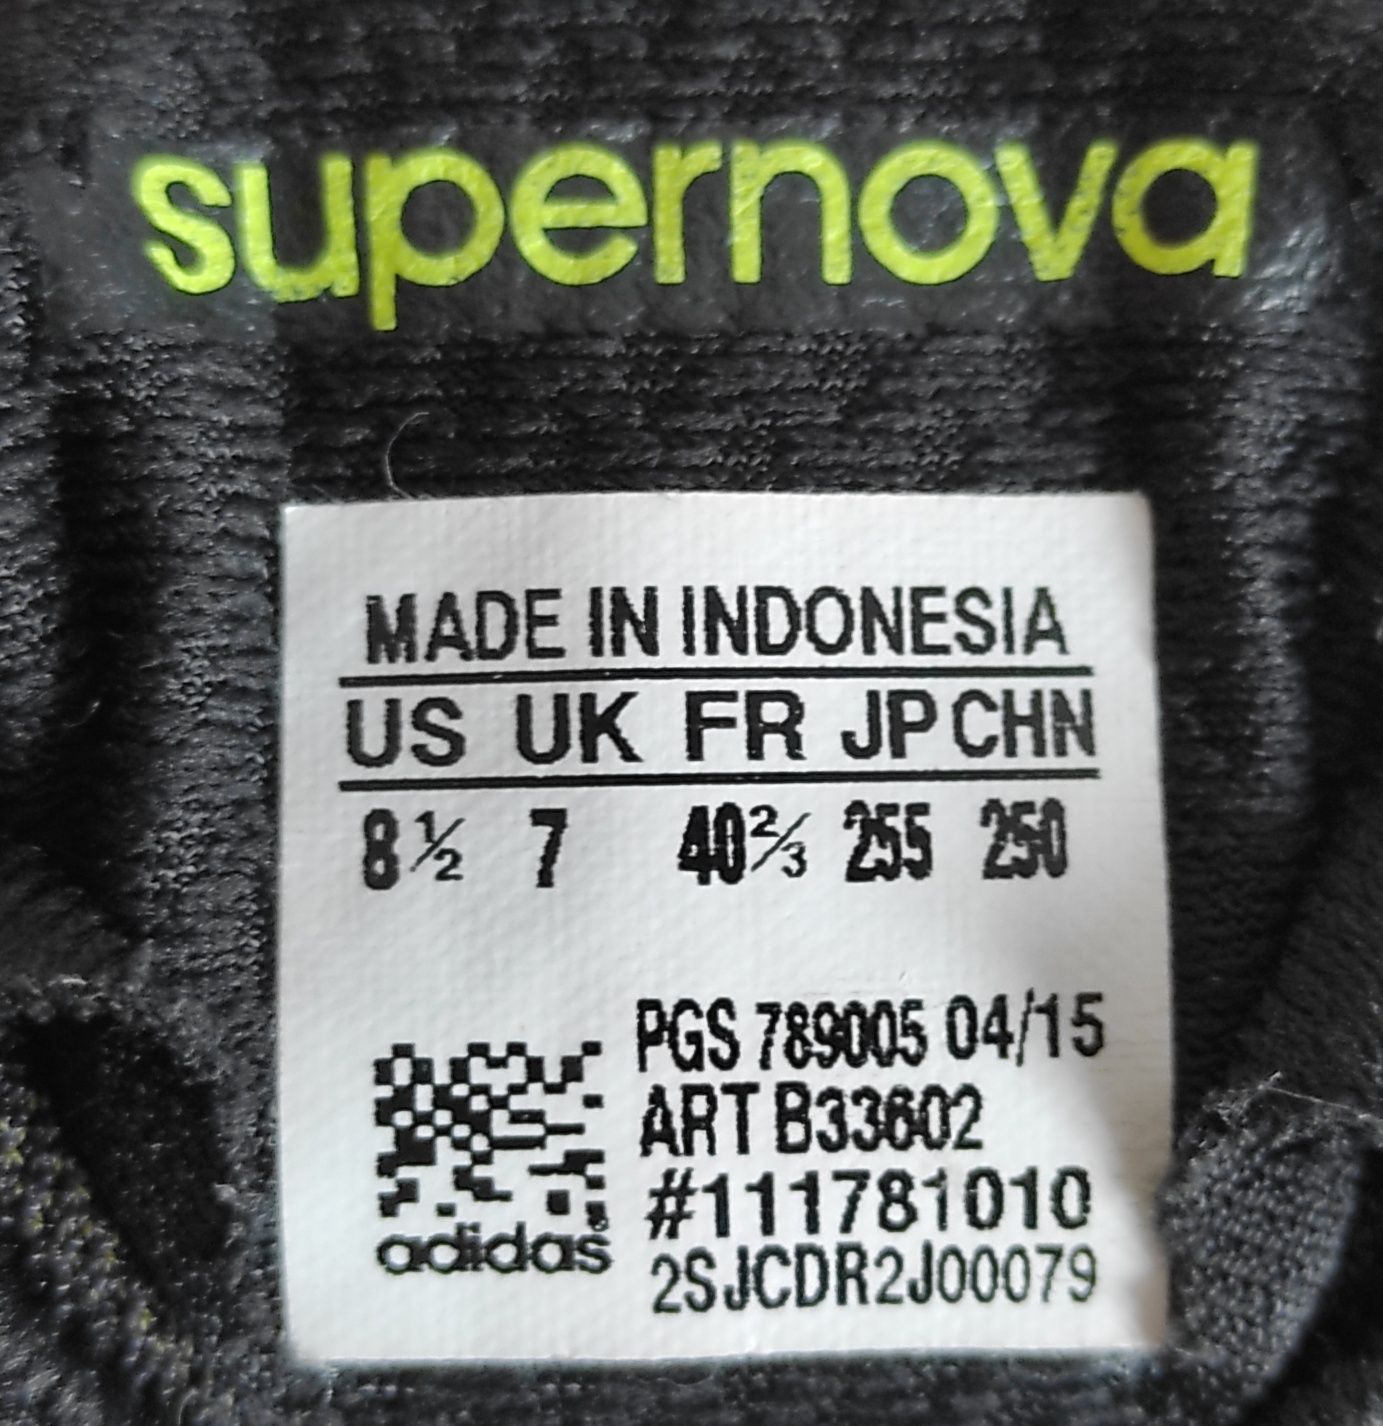 supernova
MADE IN INDONESIA
US UK FR JP CHN
8½ 7 40⅔ 255 250
PGS 789005 04/15
ART B33602
#111781010
2SJCDR2J00079
adidas®